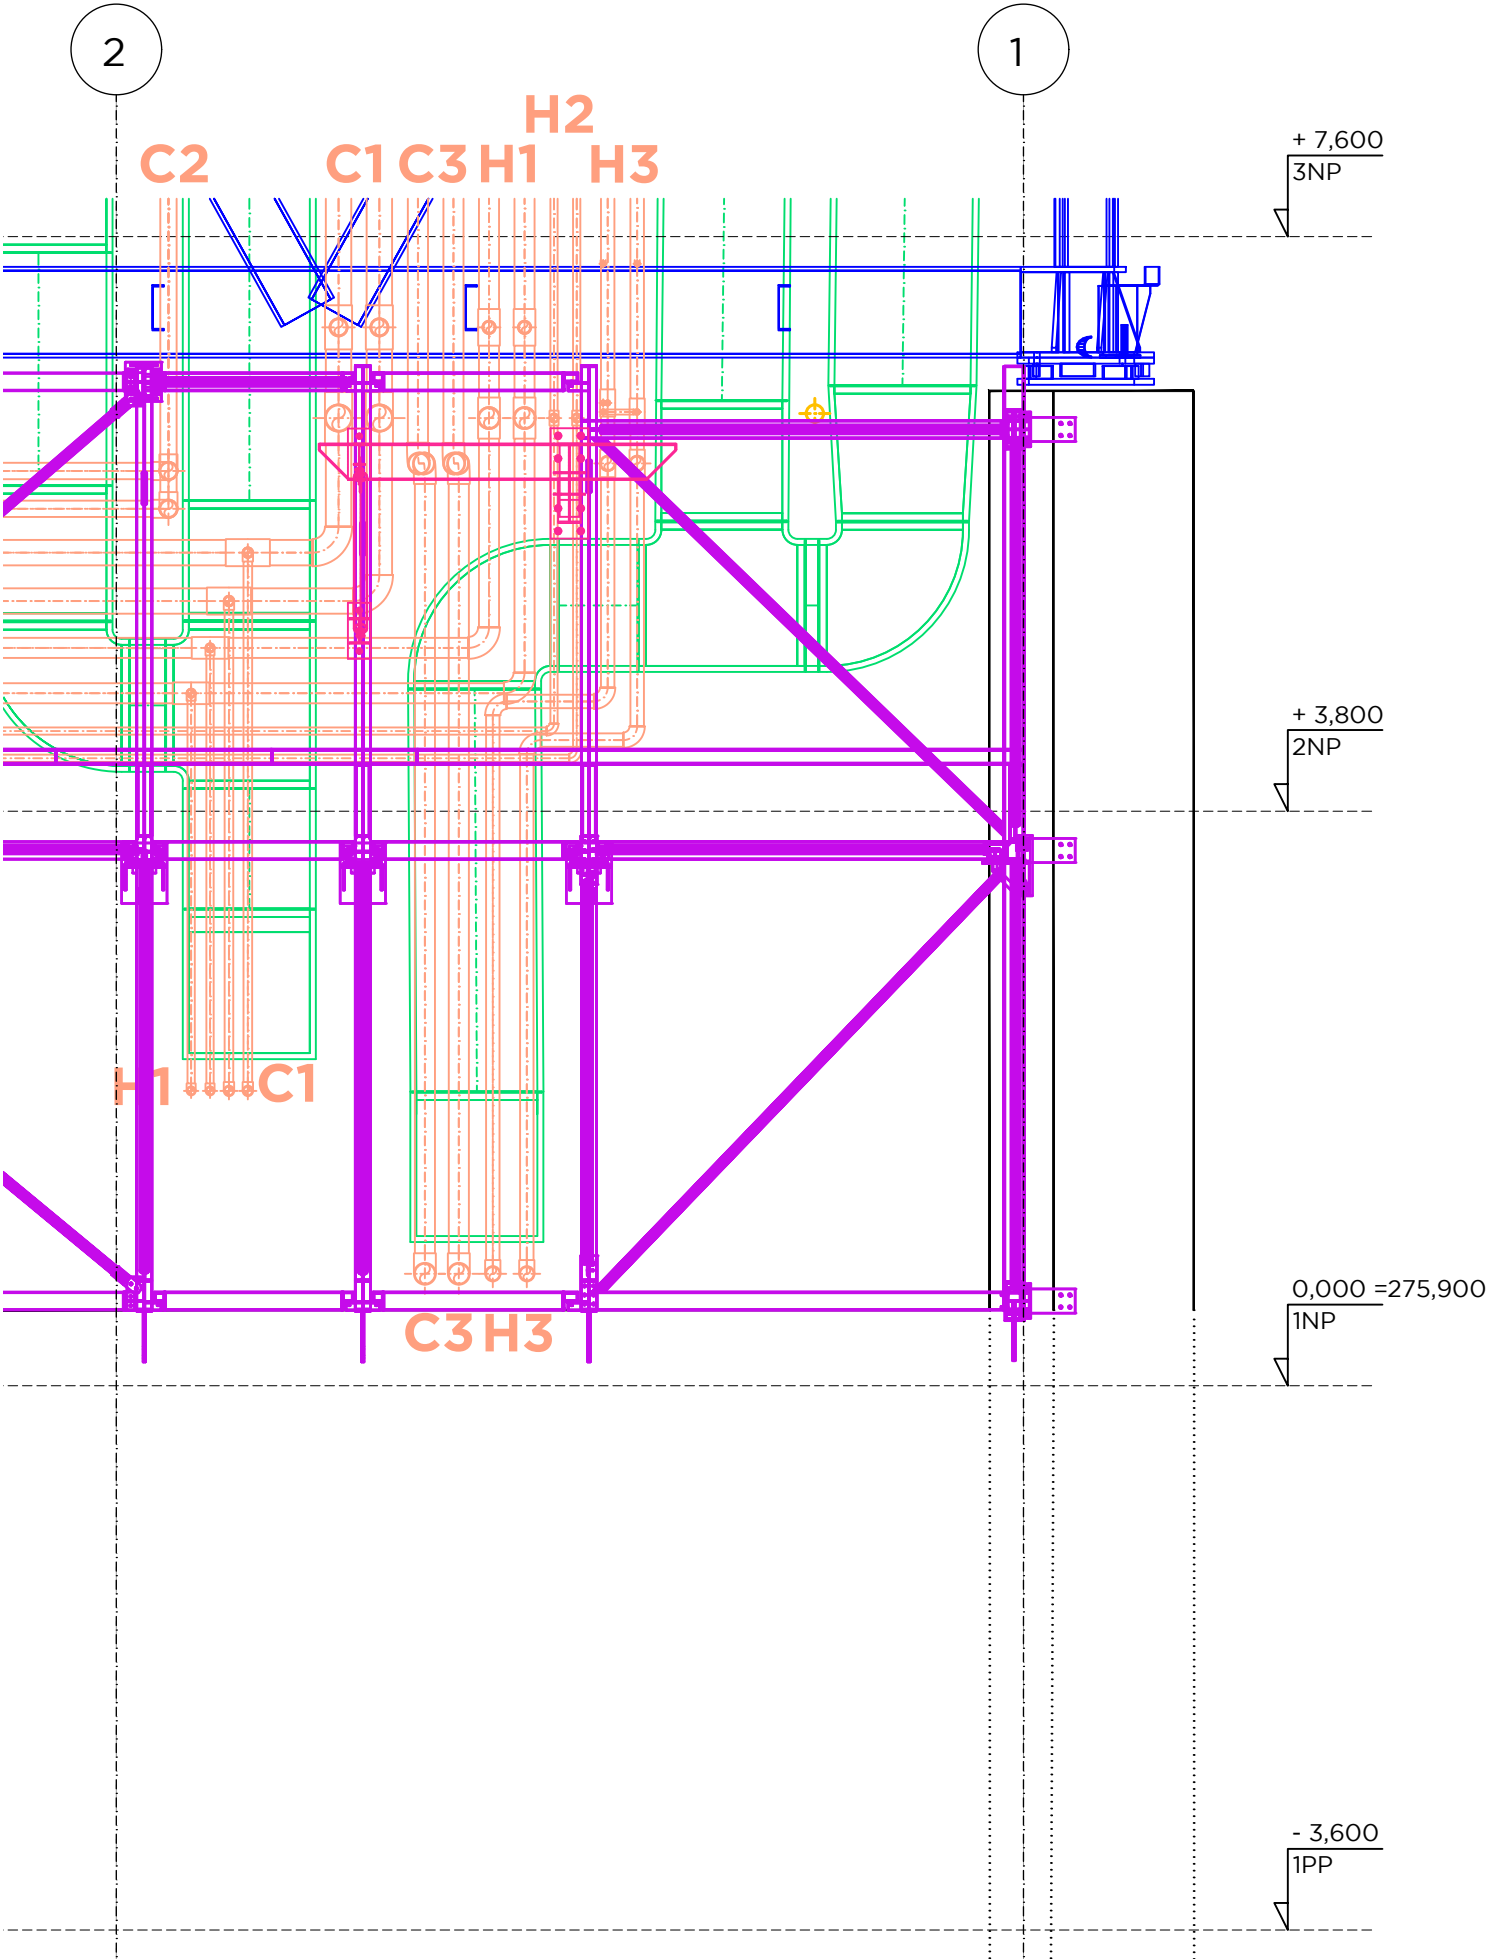 2
1
H2
C2 C1 C3 H1 H3
+ 7,600
3NP
+ 3,800
2NP
H1 C1
0,000 =275,900
1NP
C3 H3
- 3,600
1PP